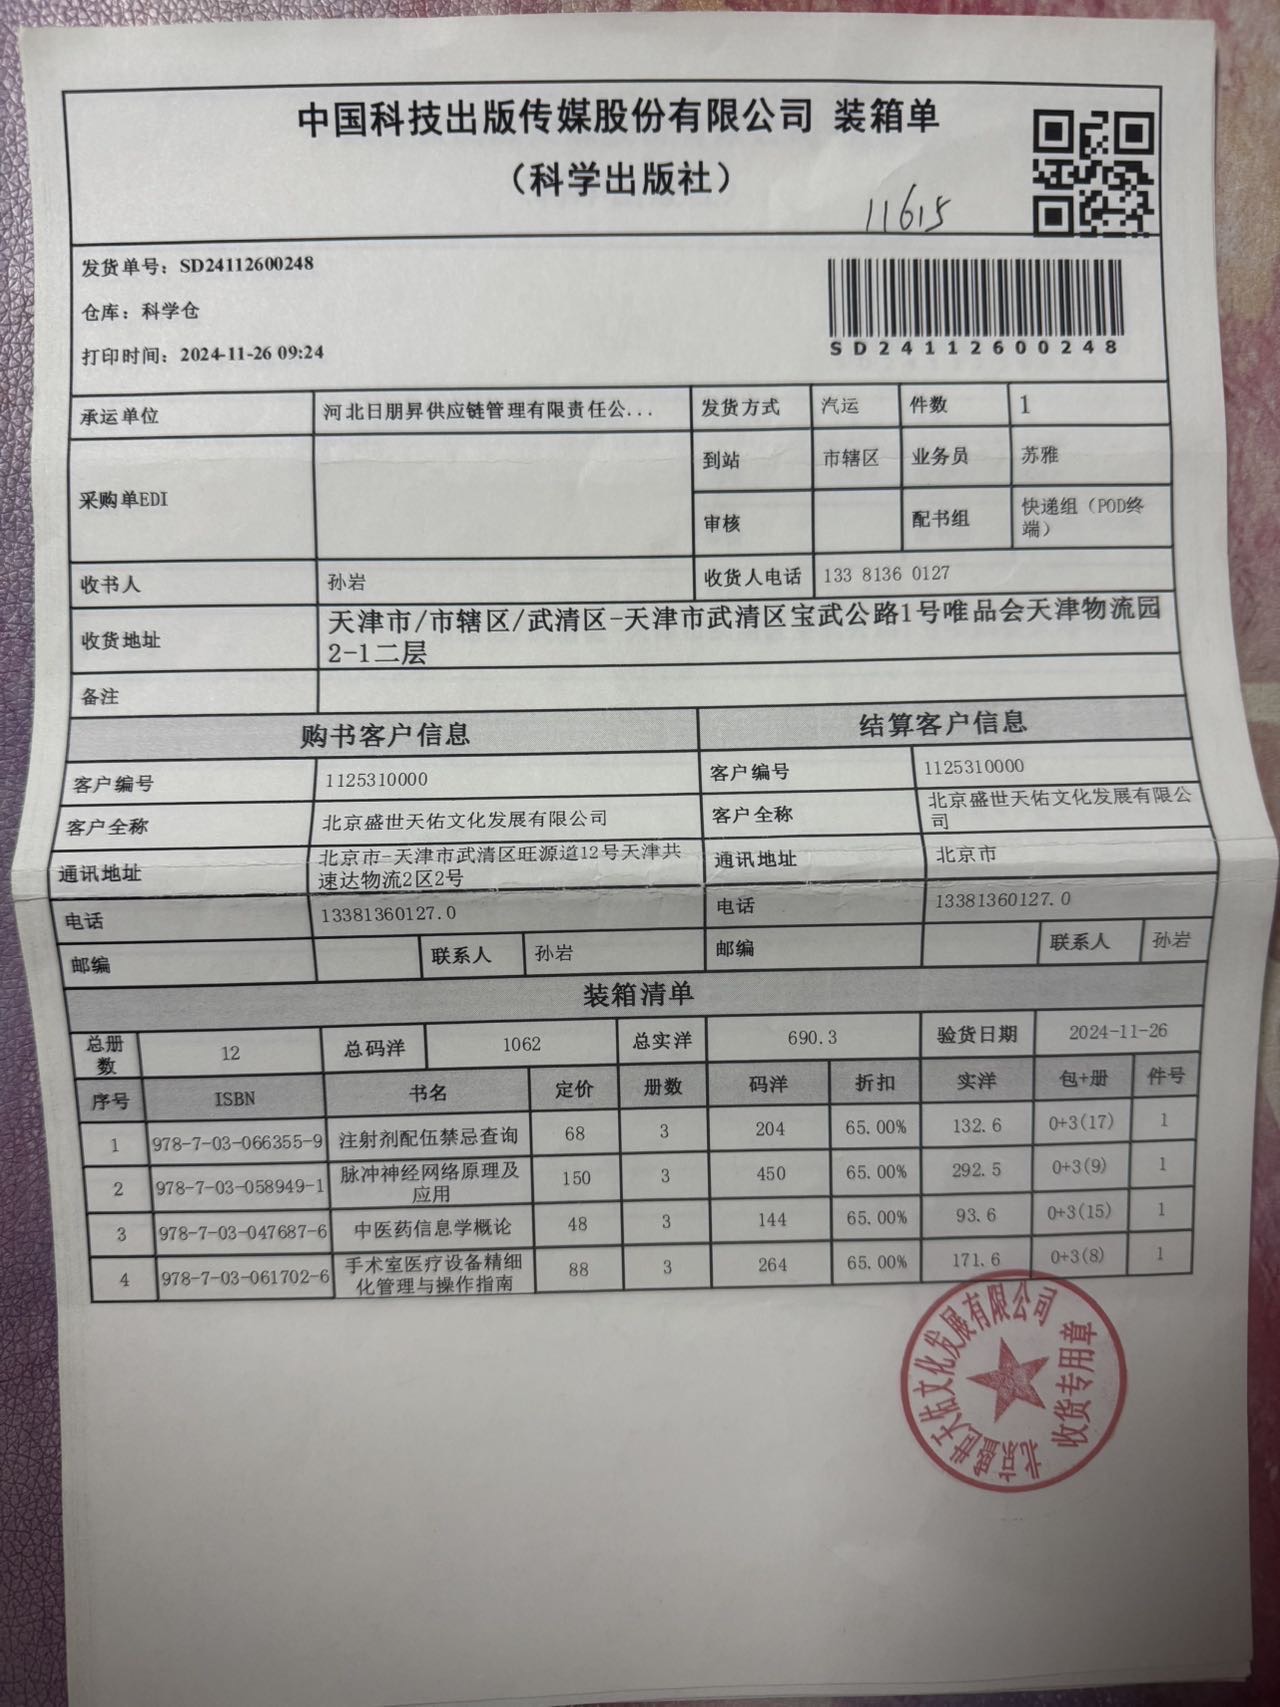 中国科技出版传媒股份有限公司 装箱单
（科学出版社）
11615
发货单号：SD24112600248
仓库：科学仓
打印时间：2024-11-26 09:24
SD24112600248
承运单位 河北日朋昇供应链管理有限责任公... 发货方式 汽运 件数 1
采购单EDI 到站 市辖区 业务员 苏雅
审核 配书组 快递组（POD终
端）
收书人 孙岩 收货人电话 133 8136 0127
收货地址 天津市/市辖区/武清区-天津市武清区宝武公路1号唯品会天津物流园
2-1二层
备注
购书客户信息 结算客户信息
客户编号 1125310000 客户编号 1125310000
客户全称 北京盛世天佑文化发展有限公司 客户全称 北京盛世天佑文化发展有限公
司
通讯地址 北京市-天津市武清区旺源道12号天津共
速达物流2区2号 通讯地址 北京市
电话 13381360127.0 电话 13381360127.0
邮编 联系人 孙岩 邮编 联系人 孙岩
装箱清单
总册
数 12 总码洋 1062 总实洋 690.3 验货日期 2024-11-26
序号 ISBN 书名 定价 册数 码洋 折扣 实洋 包+册 件号
1 978-7-03-066355-9 注射剂配伍禁忌查询 68 3 204 65.00% 132.6 0+3(17) 1
2 978-7-03-058949-1 脉冲神经网络原理及
应用 150 3 450 65.00% 292.5 0+3(9) 1
3 978-7-03-047687-6 中医药信息学概论 48 3 144 65.00% 93.6 0+3(15) 1
4 978-7-03-061702-6 手术室医疗设备精细
化管理与操作指南 88 3 264 65.00% 171.6 0+3(8) 1
北京盛世天佑文化发展有限公司
收货专用章